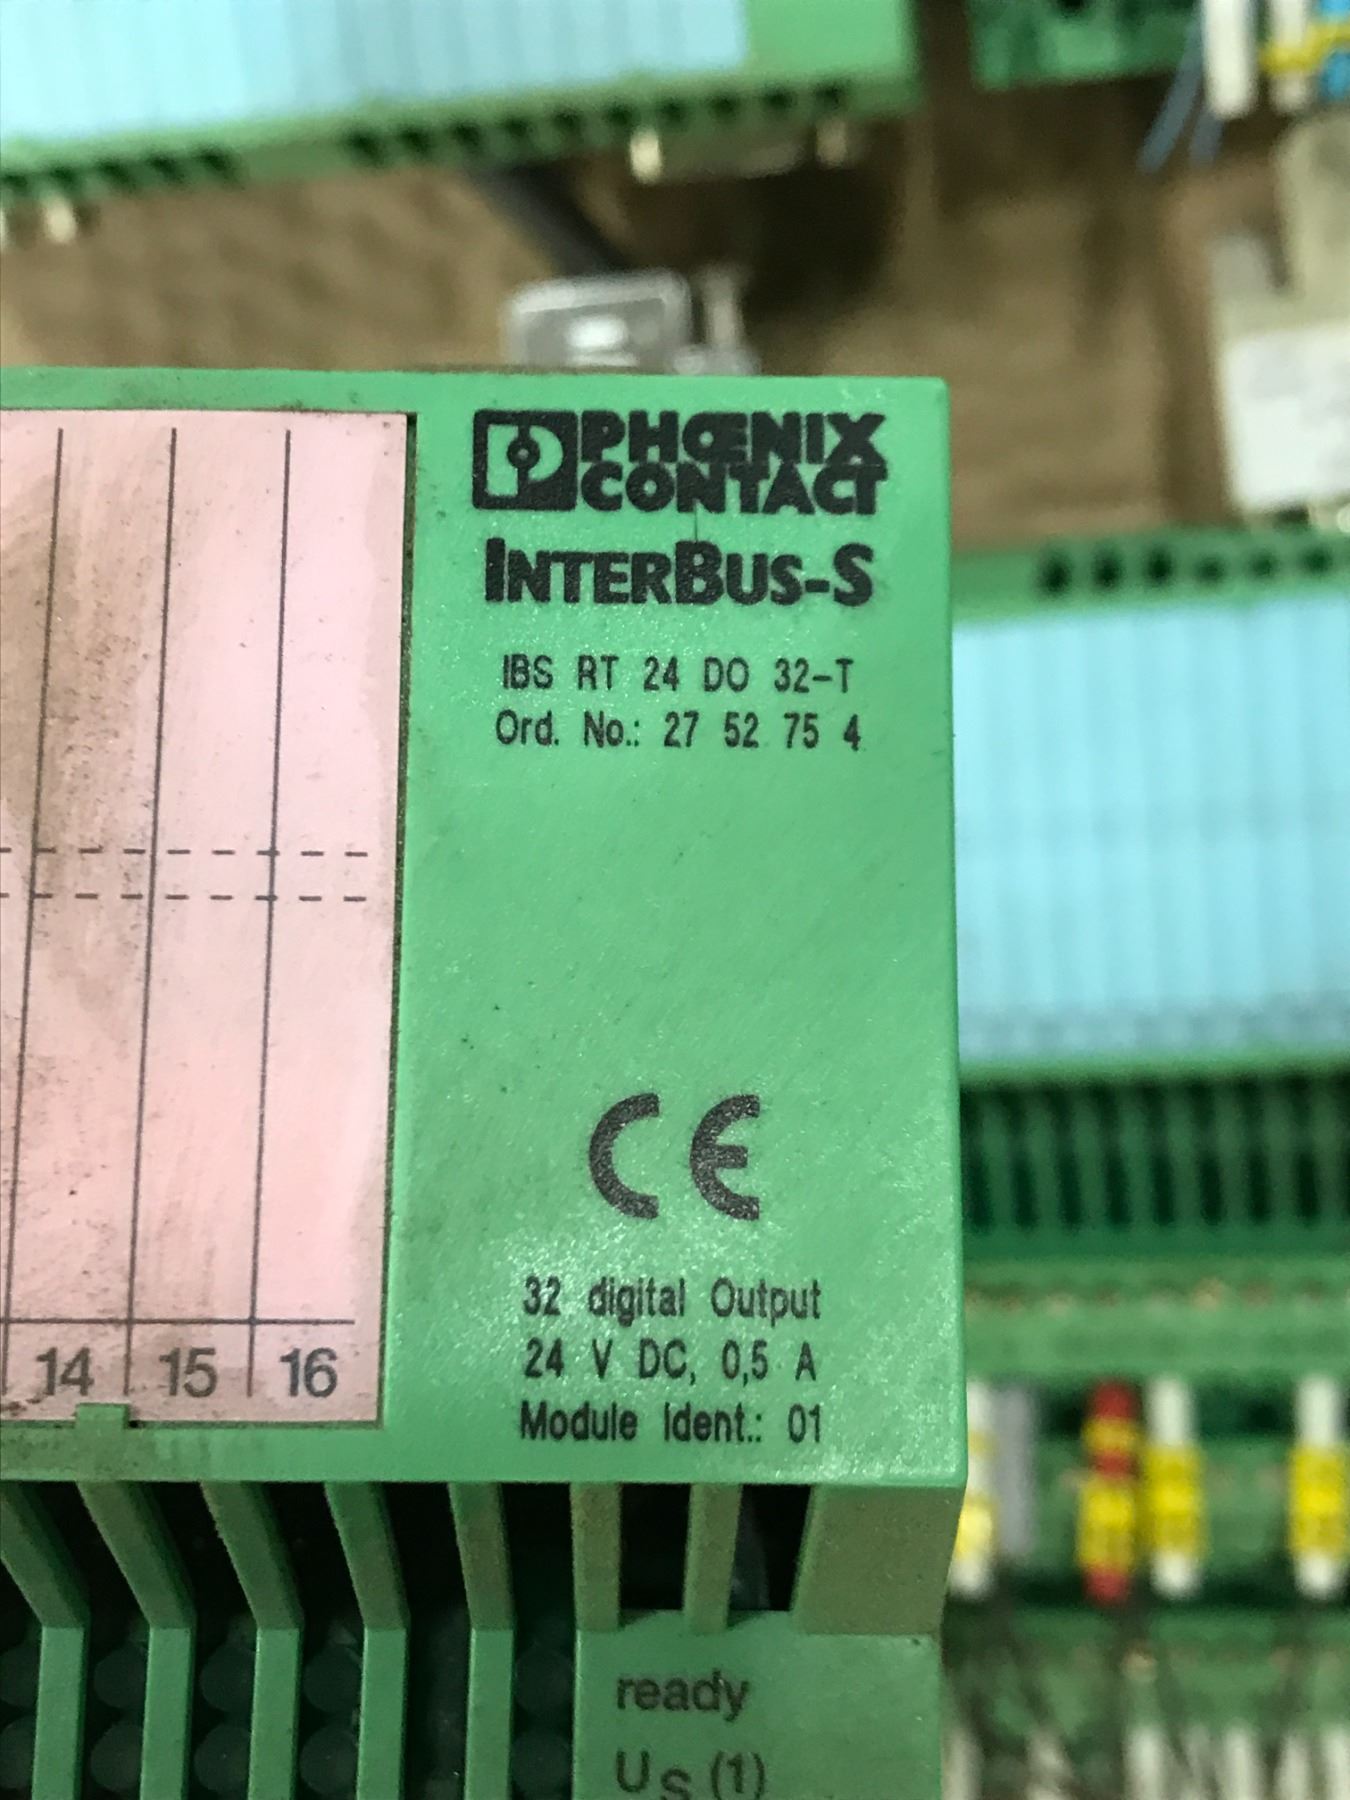 PHŒNIX
CONTACT
INTERBUS-S
IBS RT 24 DO 32-T
Ord. No.: 27 52 75 4
CE
32 digital Output
24 V DC, 0,5 A
Module Ident.: 01
14 15 16
ready
US (1)